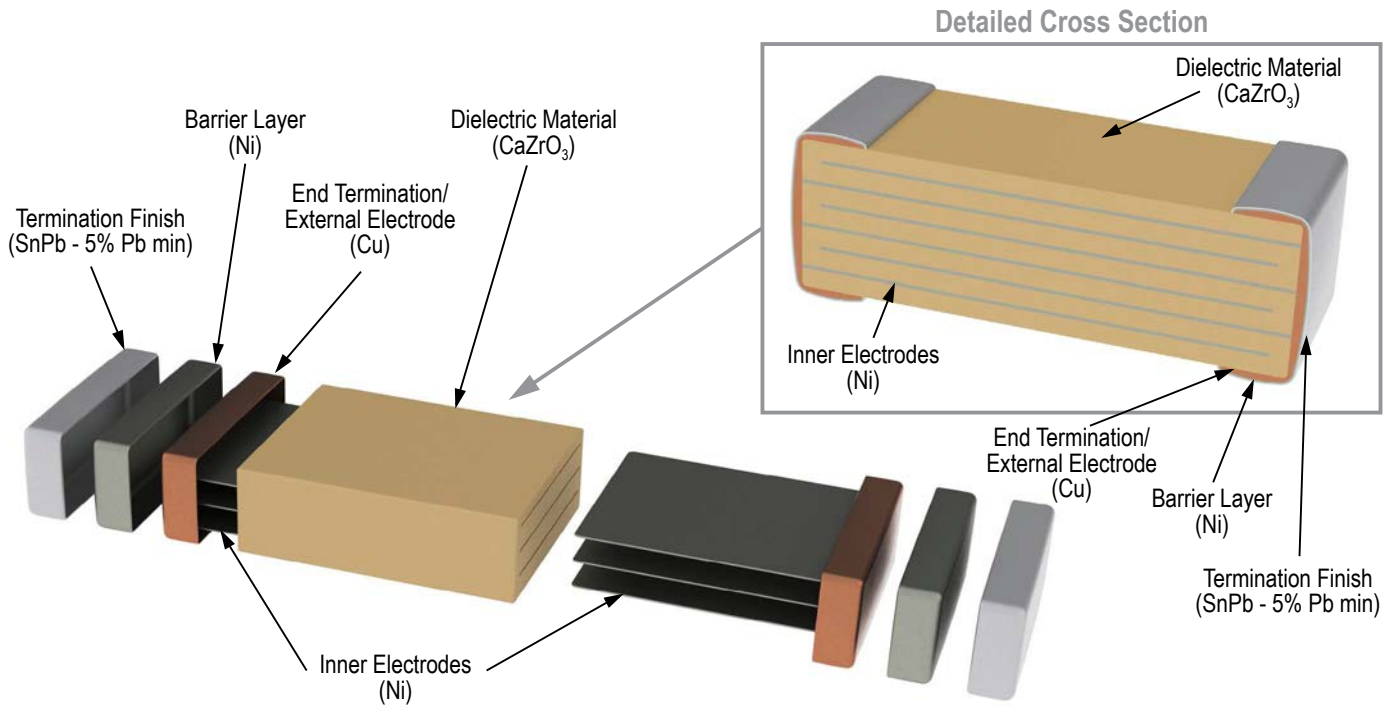 Detailed Cross Section
Dielectric Material
(CaZrO₃)
Inner Electrodes
(Ni)
End Termination/
External Electrode
(Cu)
Barrier Layer
(Ni)
Termination Finish
(SnPb - 5% Pb min)
Termination Finish
(SnPb - 5% Pb min)
Barrier Layer
(Ni)
End Termination/
External Electrode
(Cu)
Dielectric Material
(CaZrO₃)
Inner Electrodes
(Ni)